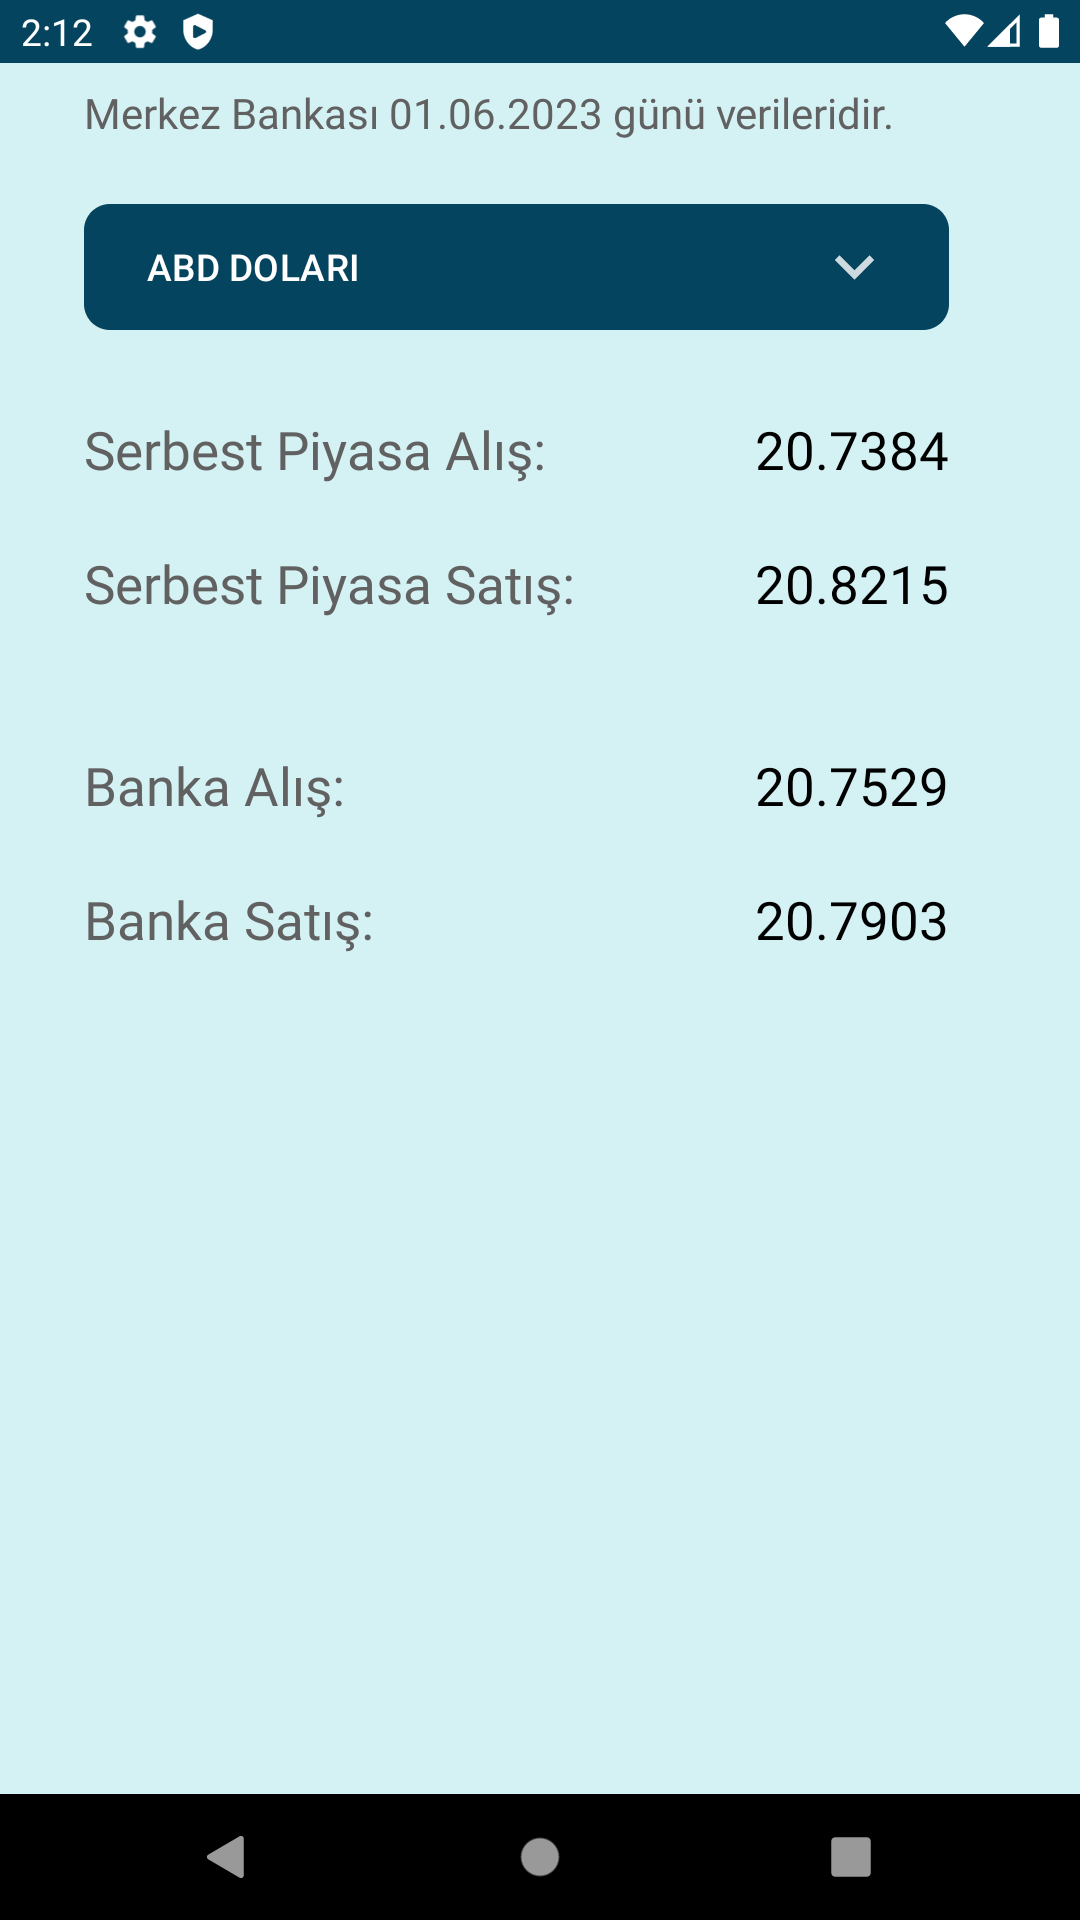 2:12
Merkez Bankası 01.06.2023 günü verileridir.
ABD DOLARI
Serbest Piyasa Alış: 20.7384
Serbest Piyasa Satış: 20.8215
Banka Alış: 20.7529
Banka Satış: 20.7903